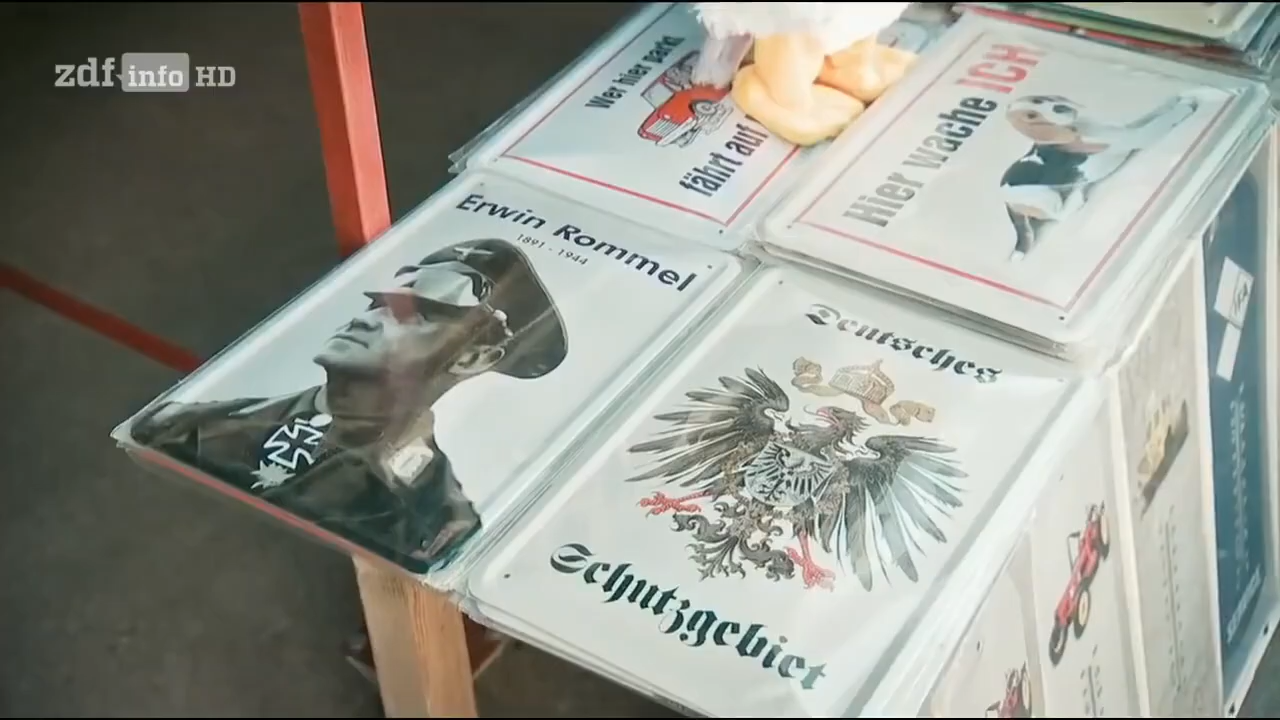 zdf info HD
Wer hier parkt
fährt auf
Hier wache ICH
Erwin Rommel
1891 - 1944
Deutsches
Schutzgebiet